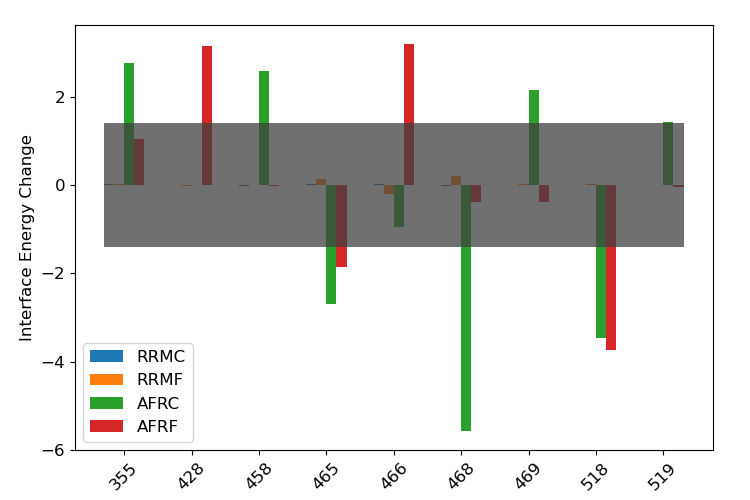 Interface Energy Change
2
0
−2
−4
−6
RRMC
RRMF
AFRC
AFRF
355 428 458 465 466 468 469 518 519